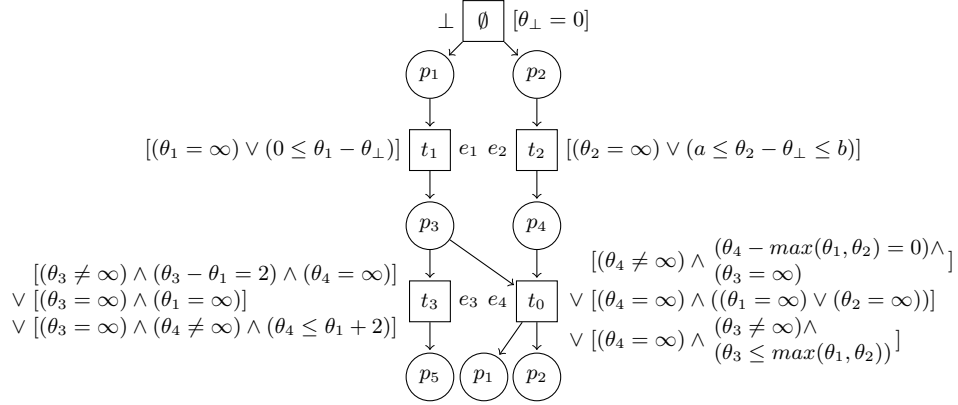 ⊥ ∅ [θ⊥ = 0]
p1 p2
[(θ1 = ∞) ∨ (0 ≤ θ1 − θ⊥)] t1 e1 e2 t2 [(θ2 = ∞) ∨ (a ≤ θ2 − θ⊥ ≤ b)]
p3 p4
[(θ3 ≠ ∞) ∧ (θ3 − θ1 = 2) ∧ (θ4 = ∞)]
∨ [(θ3 = ∞) ∧ (θ1 = ∞)]
∨ [(θ3 = ∞) ∧ (θ4 ≠ ∞) ∧ (θ4 ≤ θ1 + 2)]
t3 e3 e4 t0
[(θ4 ≠ ∞) ∧ (θ4 − max(θ1, θ2) = 0)∧
(θ3 = ∞) ]
∨ [(θ4 = ∞) ∧ ((θ1 = ∞) ∨ (θ2 = ∞))]
∨ [(θ4 = ∞) ∧ (θ3 ≠ ∞)∧
(θ3 ≤ max(θ1, θ2)) ]
p5 p1 p2